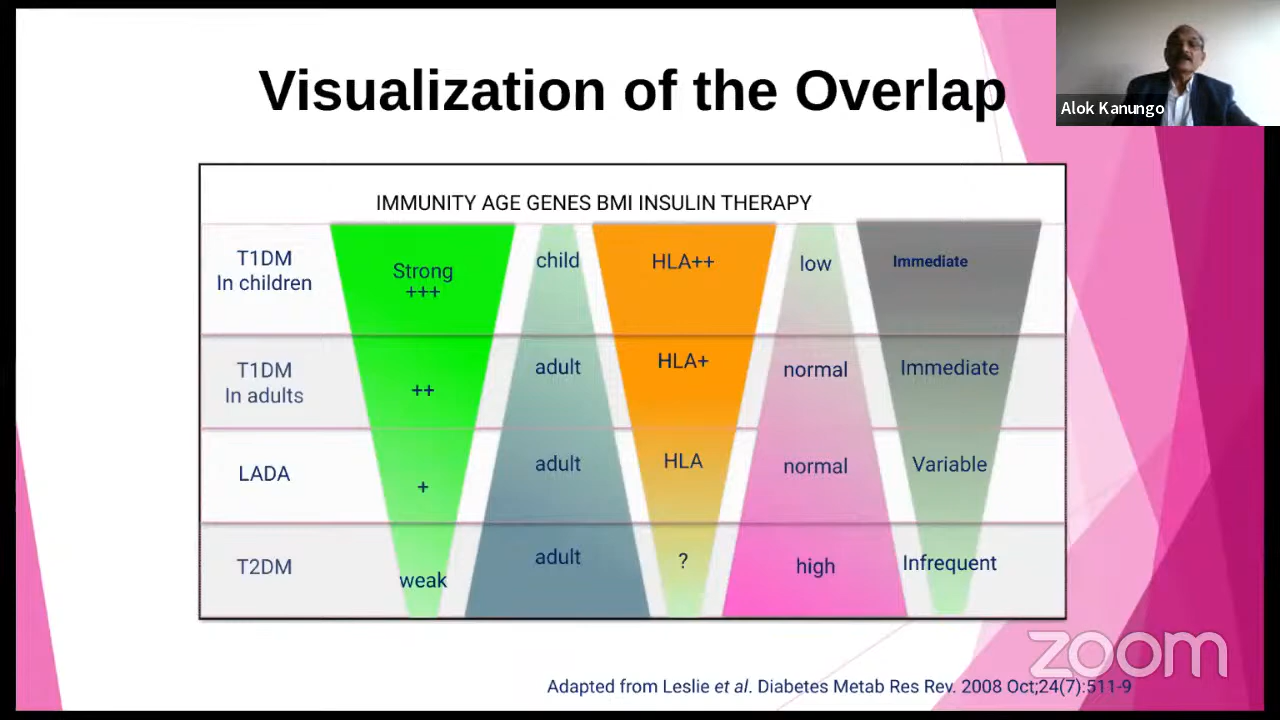 Visualization of the Overlap
Alok Kanungo
IMMUNITY AGE GENES BMI INSULIN THERAPY
T1DM
In children
Strong
+++
child
HLA++
low
Immediate
T1DM
In adults
++
adult
HLA+
normal
Immediate
LADA
+
adult
HLA
normal
Variable
T2DM
weak
adult
?
high
Infrequent
zoom
Adapted from Leslie et al. Diabetes Metab Res Rev. 2008 Oct;24(7):511-9